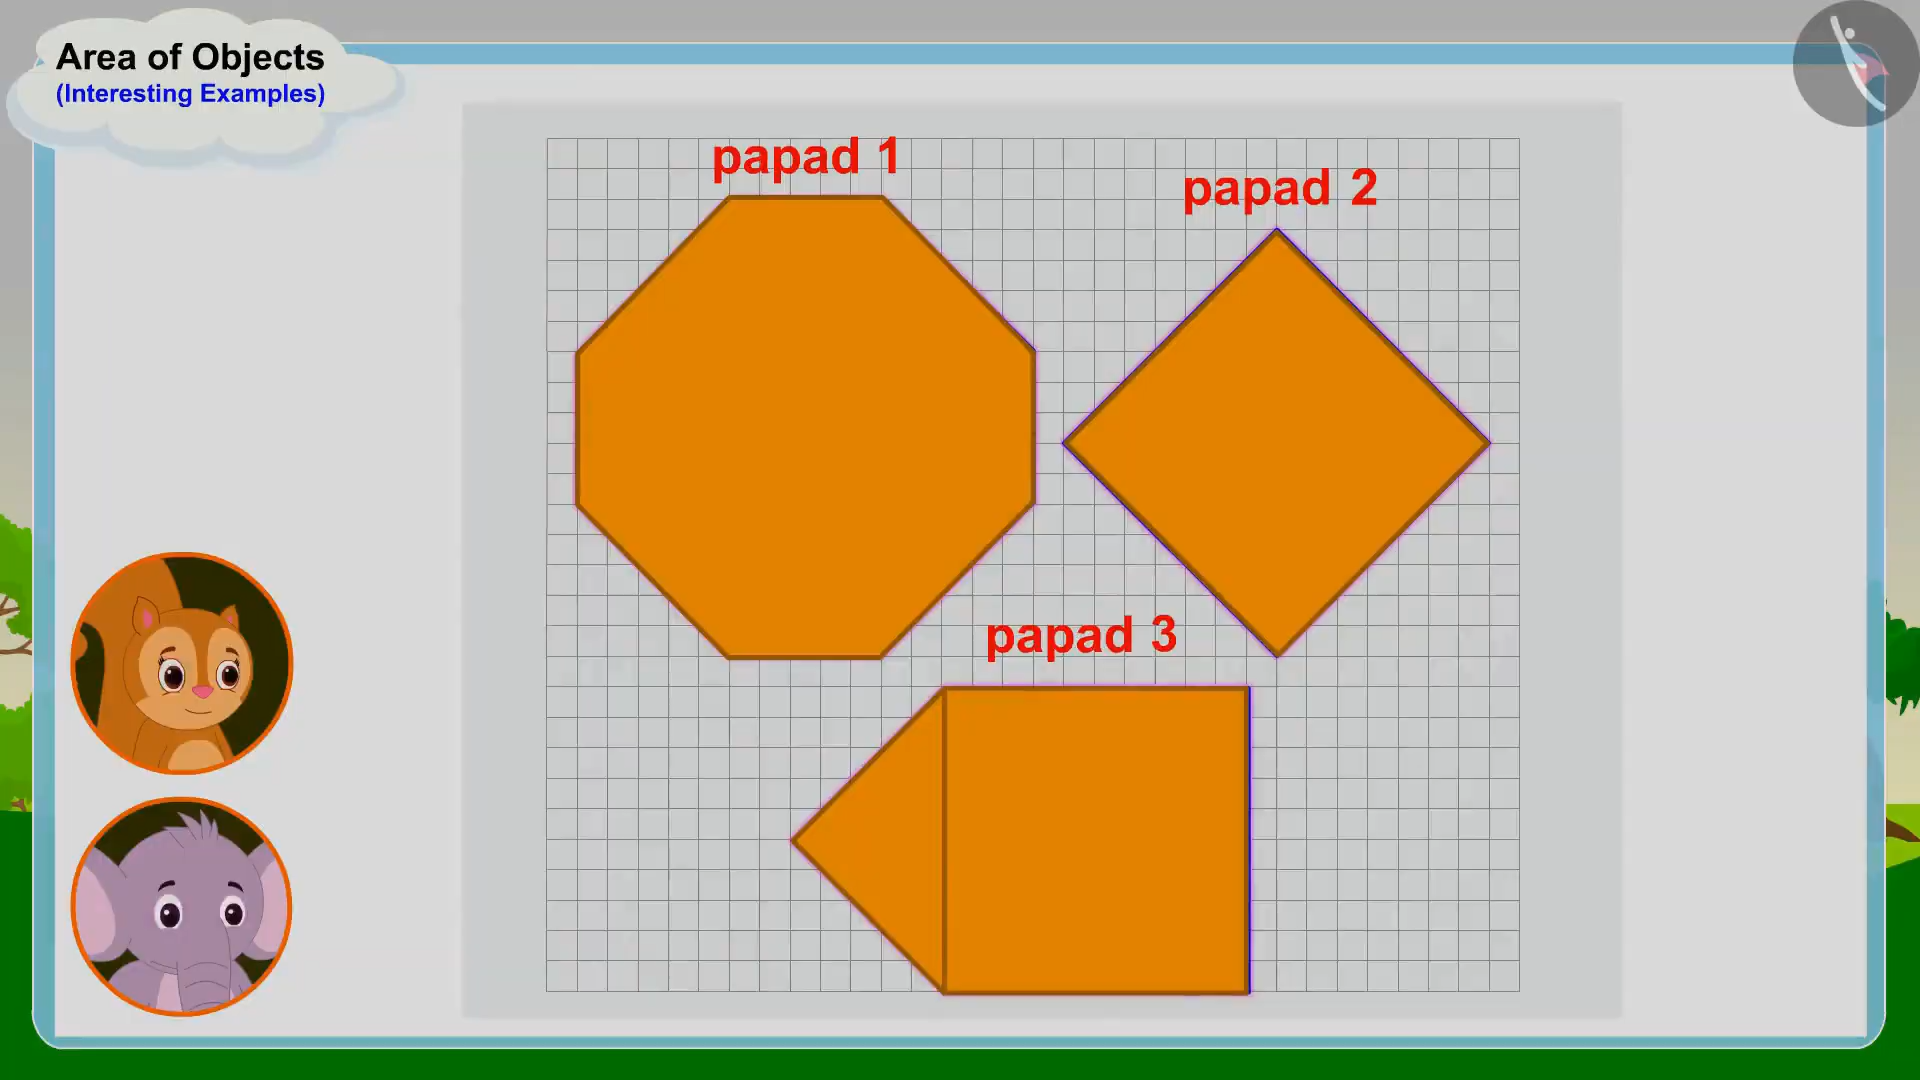 Area of Objects
(Interesting Examples)
papad 1
papad 2
papad 3